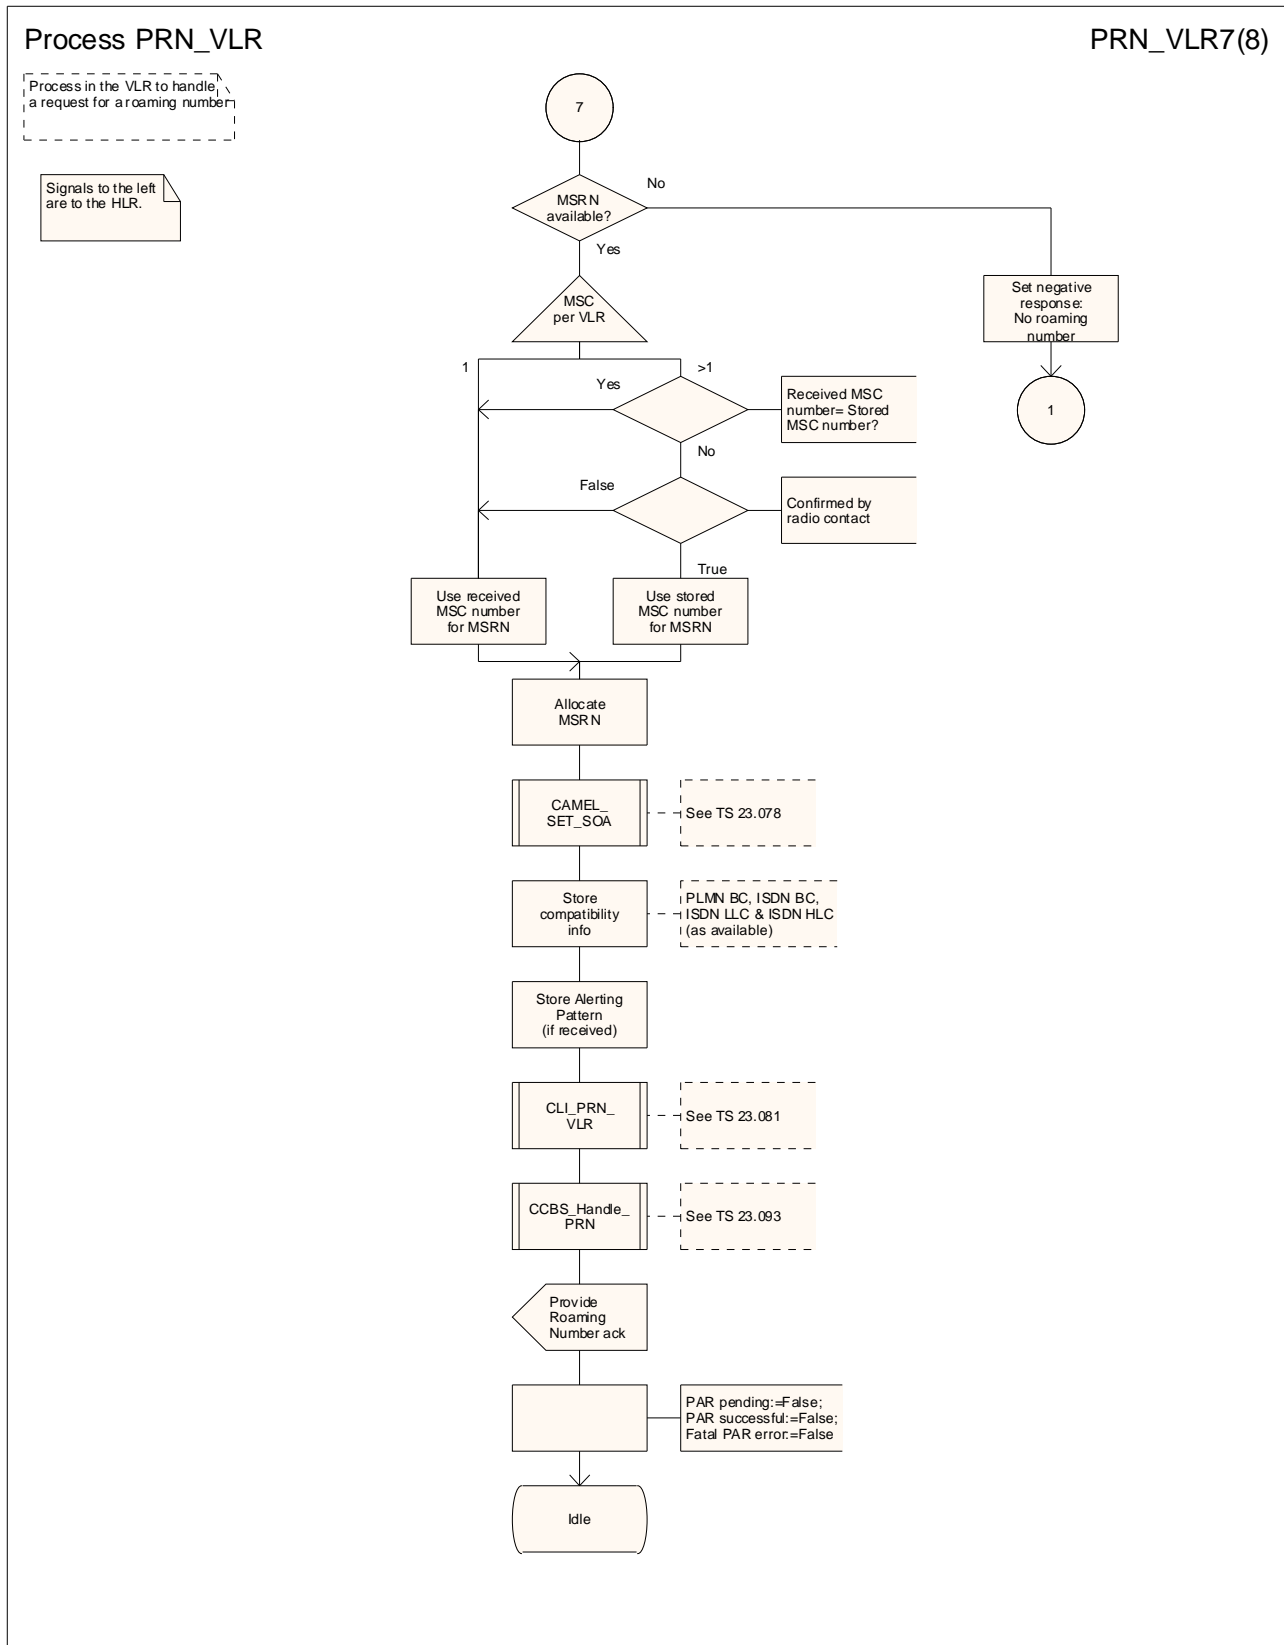 Process PRN_VLR
PRN_VLR7(8)
Process in the VLR to handle
a request for a roaming number
Signals to the left
are to the HLR.
7
MSRN
available?
No
Yes
MSC
per VLR
Set negative
response:
No roaming
number
1
1
>1
Yes
Received MSC
number= Stored
MSC number?
No
False
Confirmed by
radio contact
True
Use received
MSC number
for MSRN
Use stored
MSC number
for MSRN
Allocate
MSRN
CAMEL_
SET_SOA
See TS 23.078
Store
compatibility
info
PLMN BC, ISDN BC,
ISDN LLC & ISDN HLC
(as available)
Store Alerting
Pattern
(if received)
CLI_PRN_
VLR
See TS 23.081
CCBS_Handle_
PRN
See TS 23.093
Provide
Roaming
Number ack
PAR pending:=False;
PAR successful:=False;
Fatal PAR error:=False
Idle